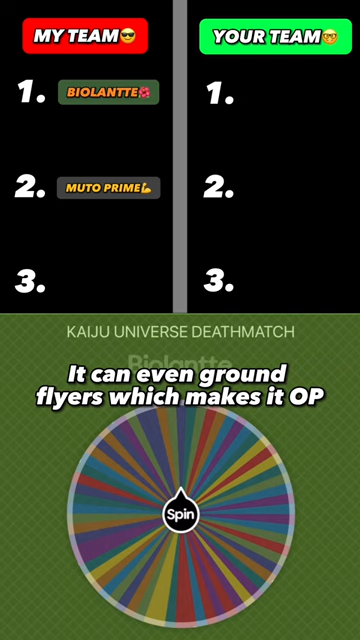 MY TEAM😎
YOUR TEAM🤓
1. BIOLANTTE🌺
1.
2. MUTO PRIME💪
2.
3.
3.
KAIJU UNIVERSE DEATHMATCH
Biolantte
It can even ground
flyers which makes it OP
Spin